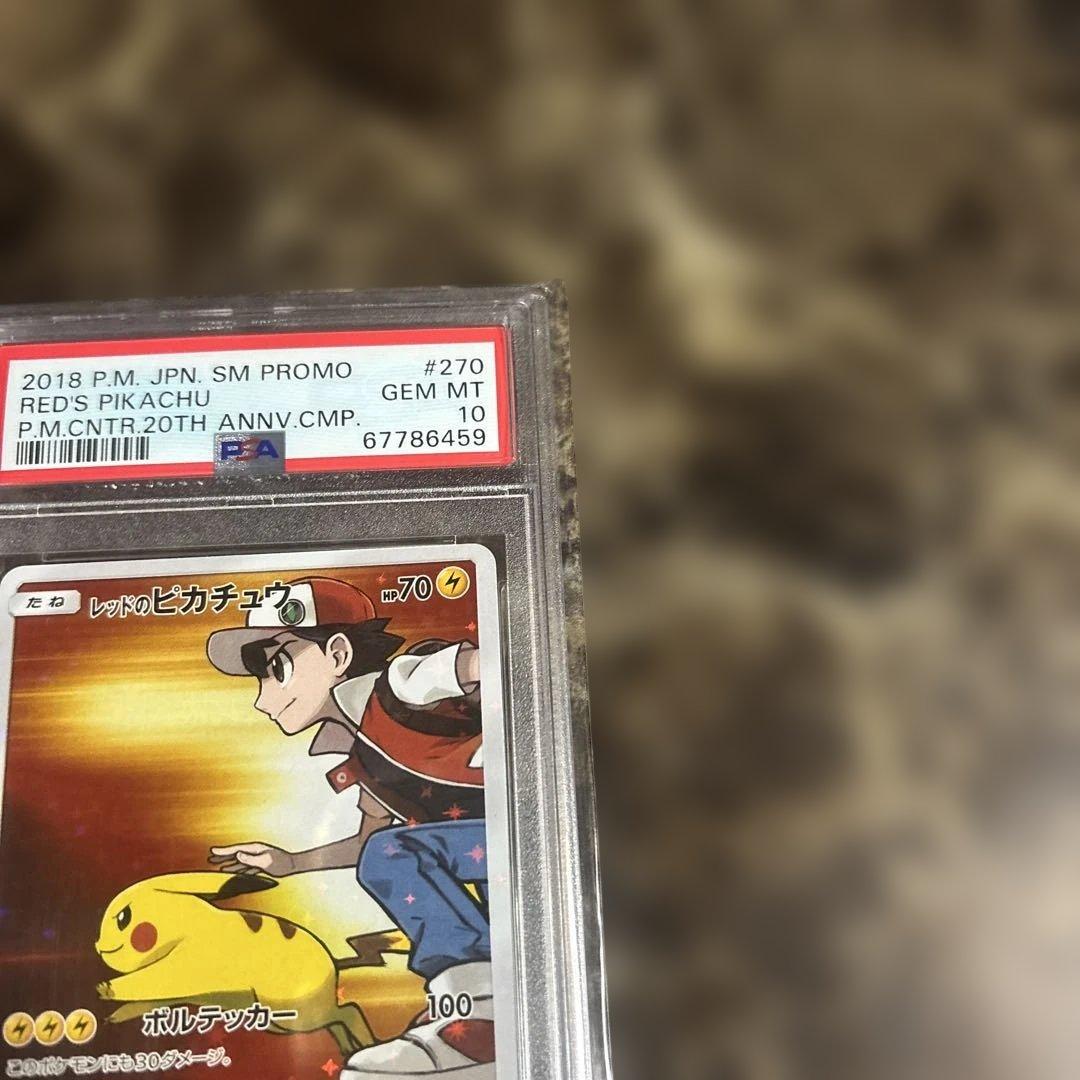 2018 P.M. JPN. SM PROMO #270
RED'S PIKACHU GEM MT
P.M.CNTR.20TH ANNV.CMP. 10
PSA 67786459
たね レッドのピカチュウ HP70
ボルテッカー 100
このポケモンにも30ダメージ。